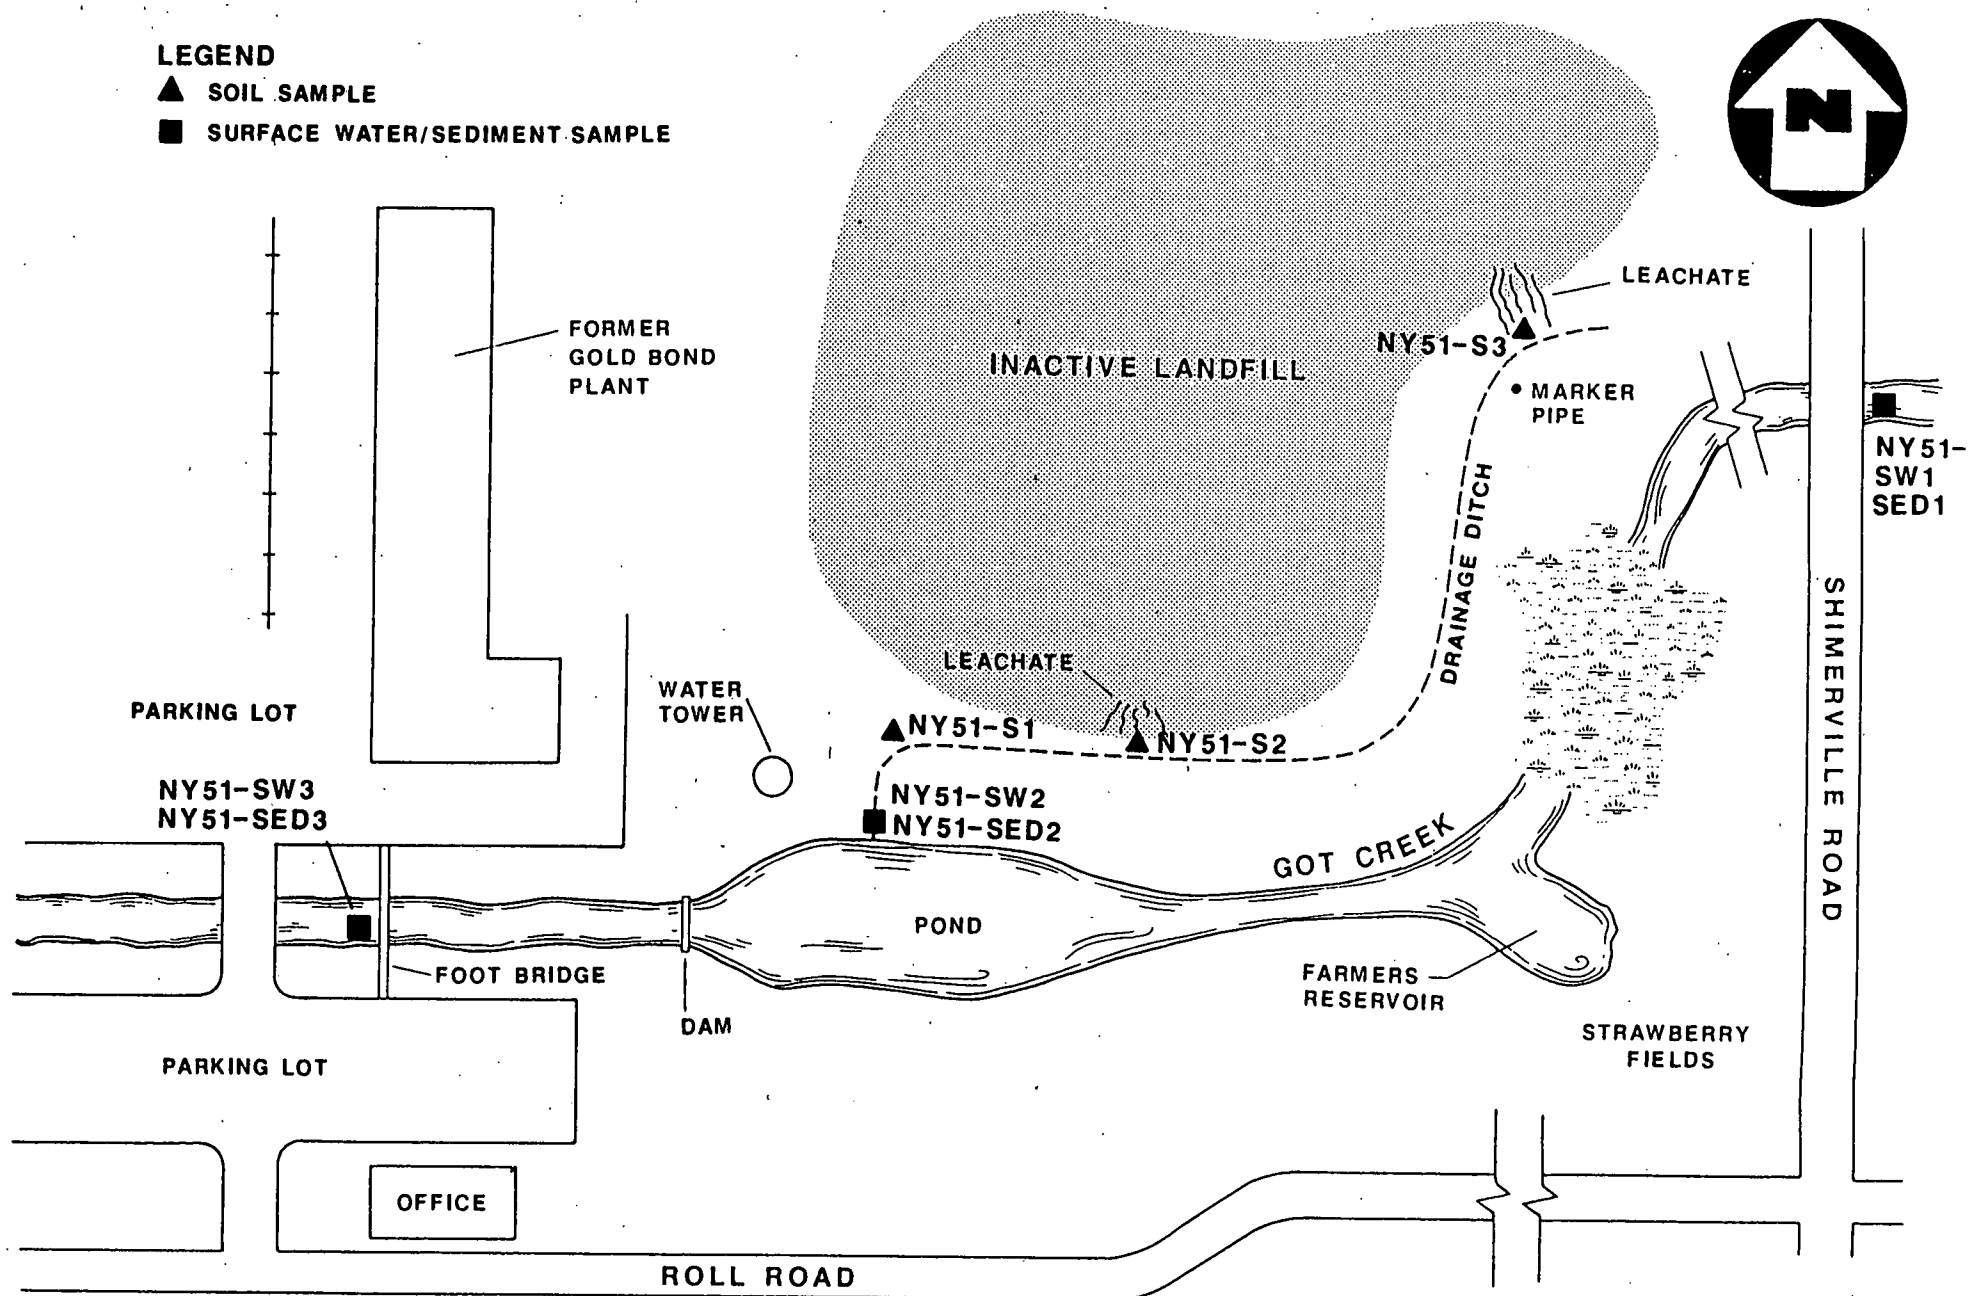 LEGEND
SOIL SAMPLE
SURFACE WATER/SEDIMENT SAMPLE
N
LEACHATE
FORMER
GOLD BOND
PLANT
INACTIVE LANDFILL
NY51-S3
MARKER
PIPE
NY51-
SW1
SED1
DRAINAGE DITCH
SHIMERVILLE ROAD
LEACHATE
WATER
TOWER
PARKING LOT
NY51-S1
NY51-S2
NY51-SW3
NY51-SED3
NY51-SW2
NY51-SED2
GOT CREEK
POND
FOOT BRIDGE
FARMERS
RESERVOIR
DAM
STRAWBERRY
FIELDS
PARKING LOT
OFFICE
ROLL ROAD